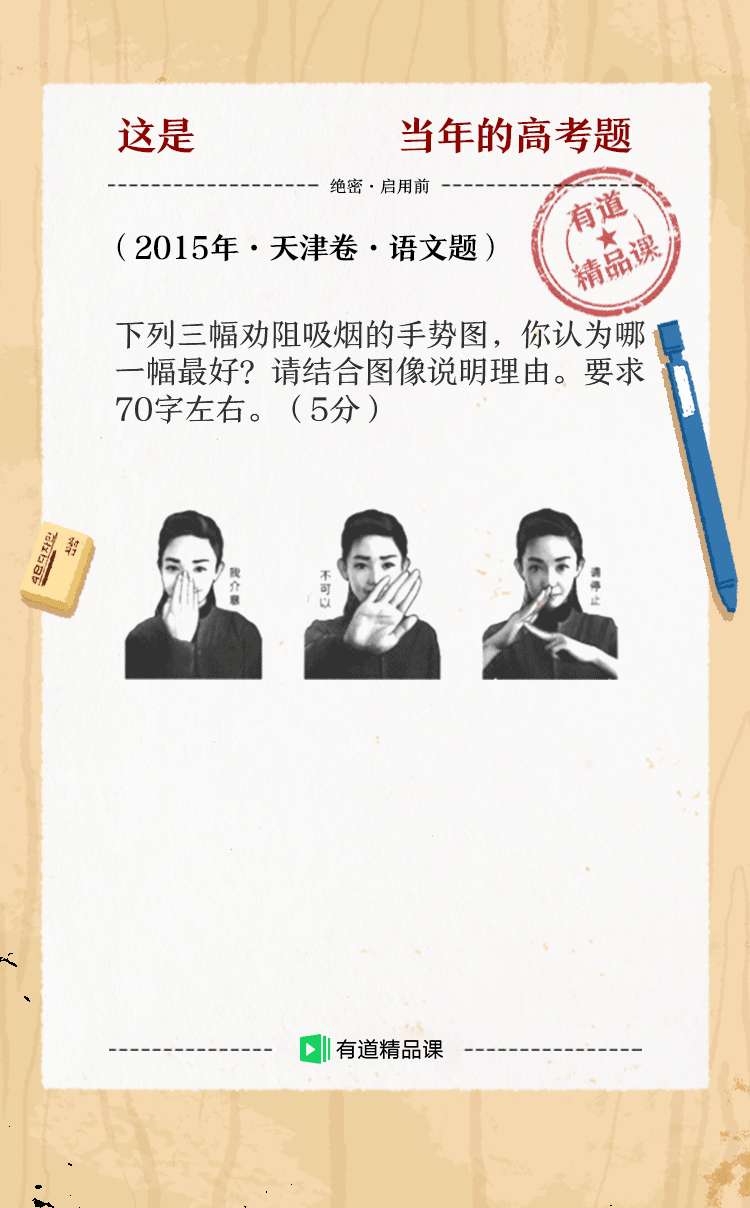 这是 当年的高考题
绝密·启用前
（2015年·天津卷·语文题）
有道
精品课
下列三幅劝阻吸烟的手势图，你认为哪
一幅最好？请结合图像说明理由。要求
70字左右。（5分）
我介意
不可以
请停止
有道精品课